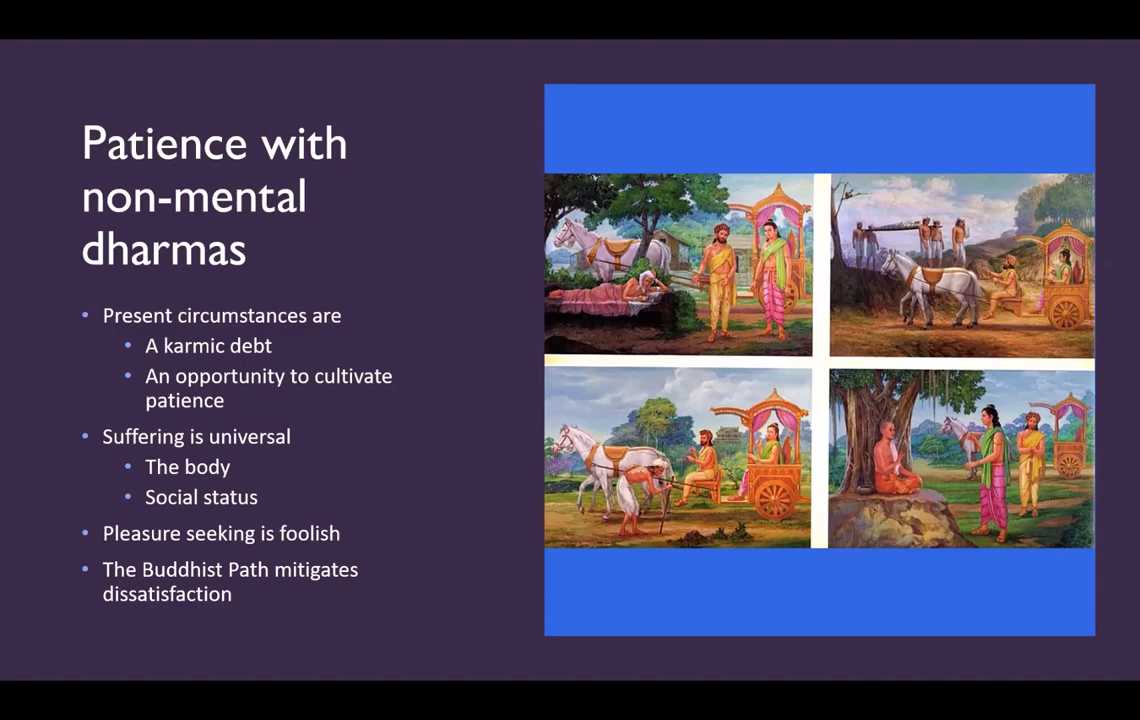 Patience with
non-mental
dharmas
• Present circumstances are
• A karmic debt
• An opportunity to cultivate
patience
• Suffering is universal
• The body
• Social status
• Pleasure seeking is foolish
• The Buddhist Path mitigates
dissatisfaction